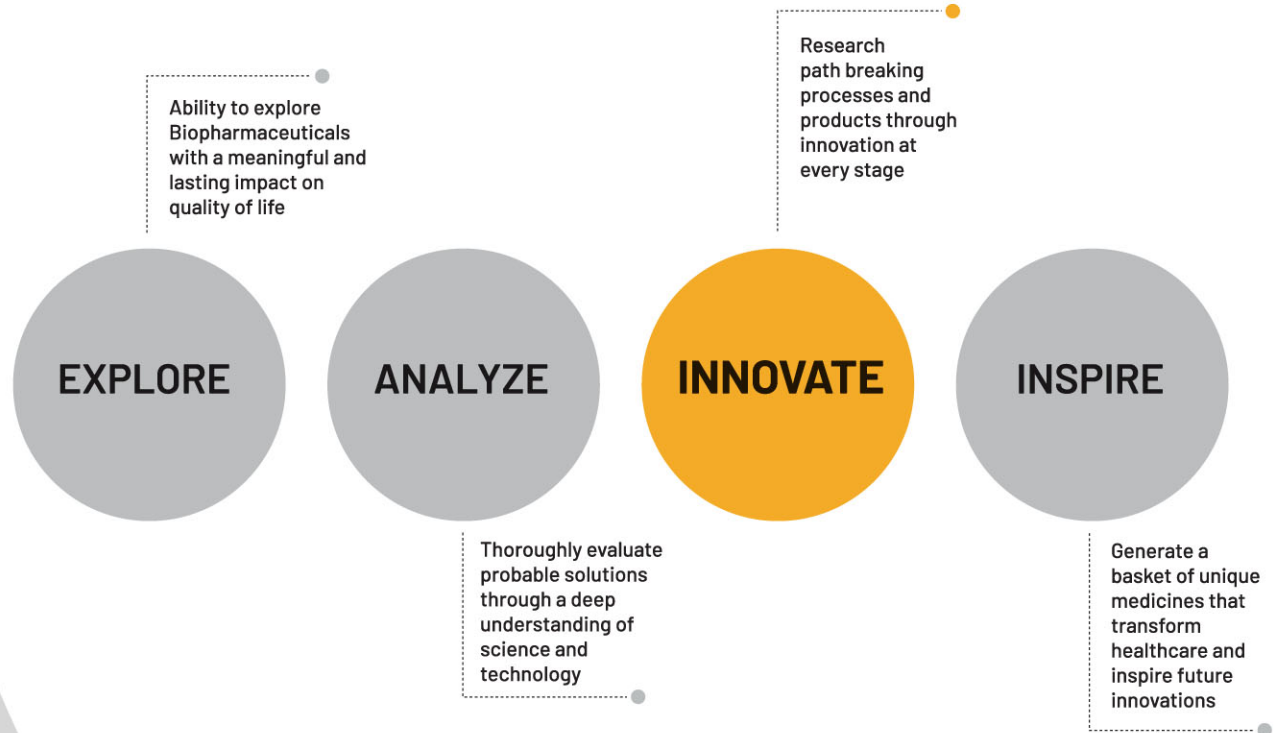 Ability to explore
Biopharmaceuticals
with a meaningful and
lasting impact on
quality of life
EXPLORE
Thoroughly evaluate
probable solutions
through a deep
understanding of
science and
technology
ANALYZE
Research
path breaking
processes and
products through
innovation at
every stage
INNOVATE
INSPIRE
Generate a
basket of unique
medicines that
transform
healthcare and
inspire future
innovations